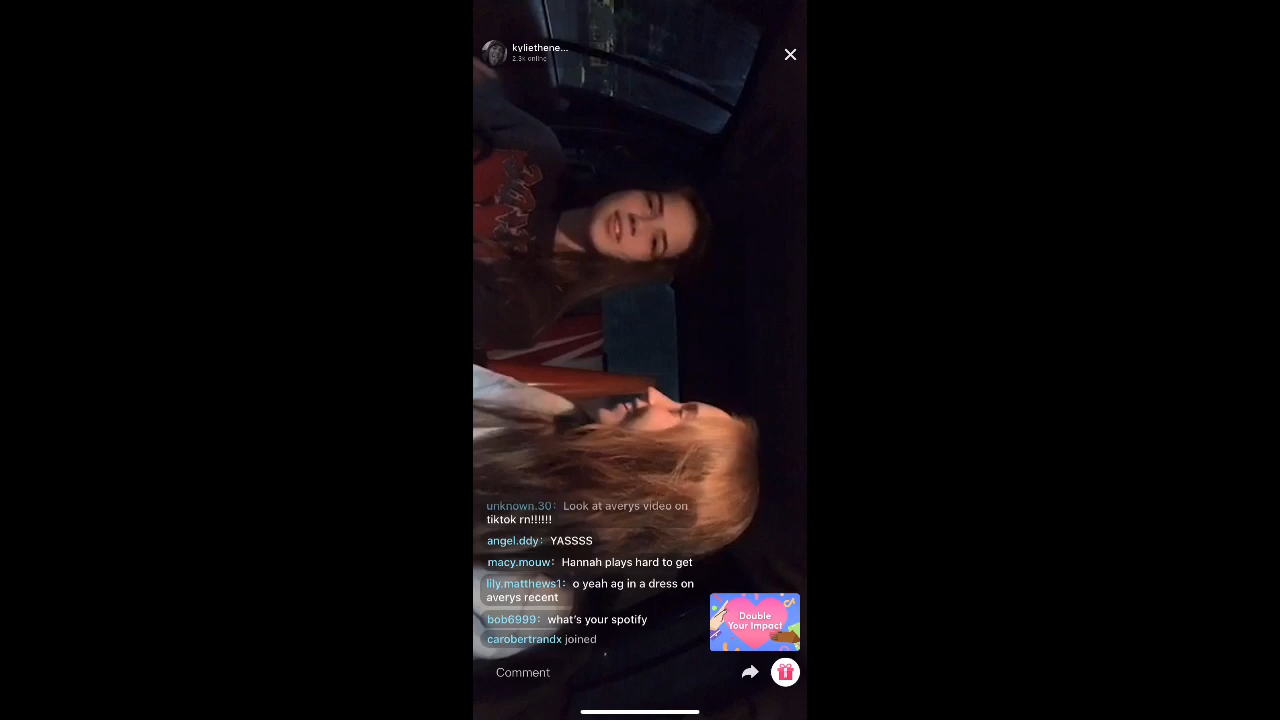 kyliethene...
2.3k online
unknown.30: Look at averys video on
tiktok rn!!!!!!
angel.ddy: YASSSS
macy.mouw: Hannah plays hard to get
lily.matthews1: o yeah ag in a dress on
averys recent
bob6999: what's your spotify
carobertrandx joined
Double
Your Impact
Comment